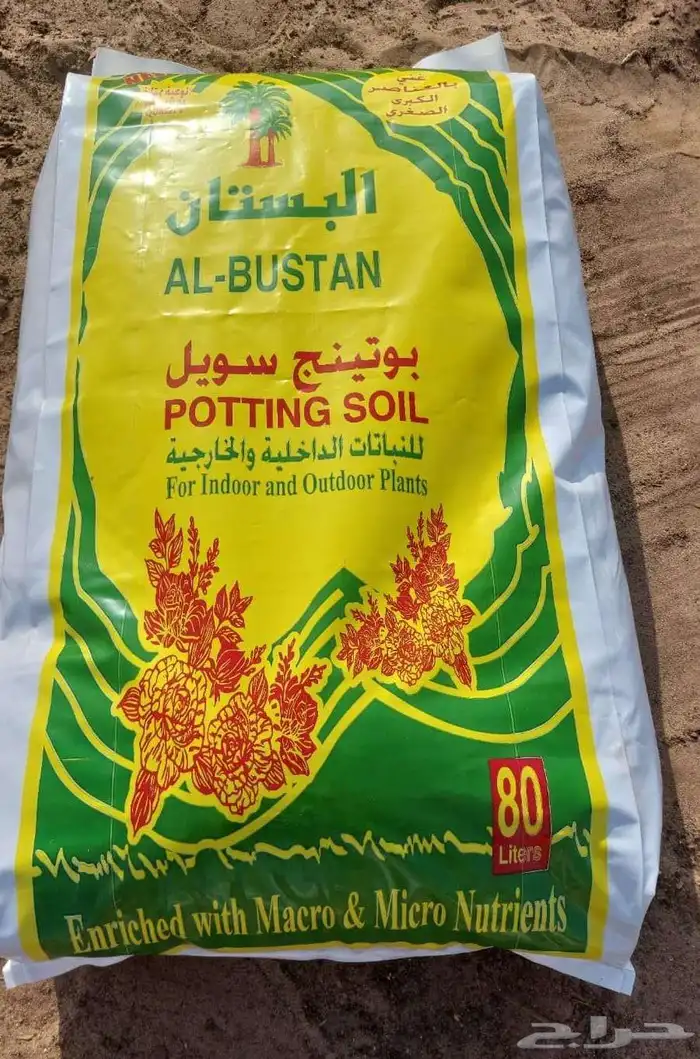 غني
بالعناصر
الكبرى
الصغرى
البستان
AL-BUSTAN
بوتينج سويل
POTTING SOIL
للنباتات الداخلية والخارجية
For Indoor and Outdoor Plants
80
Liters
Enriched with Macro & Micro Nutrients
حراج